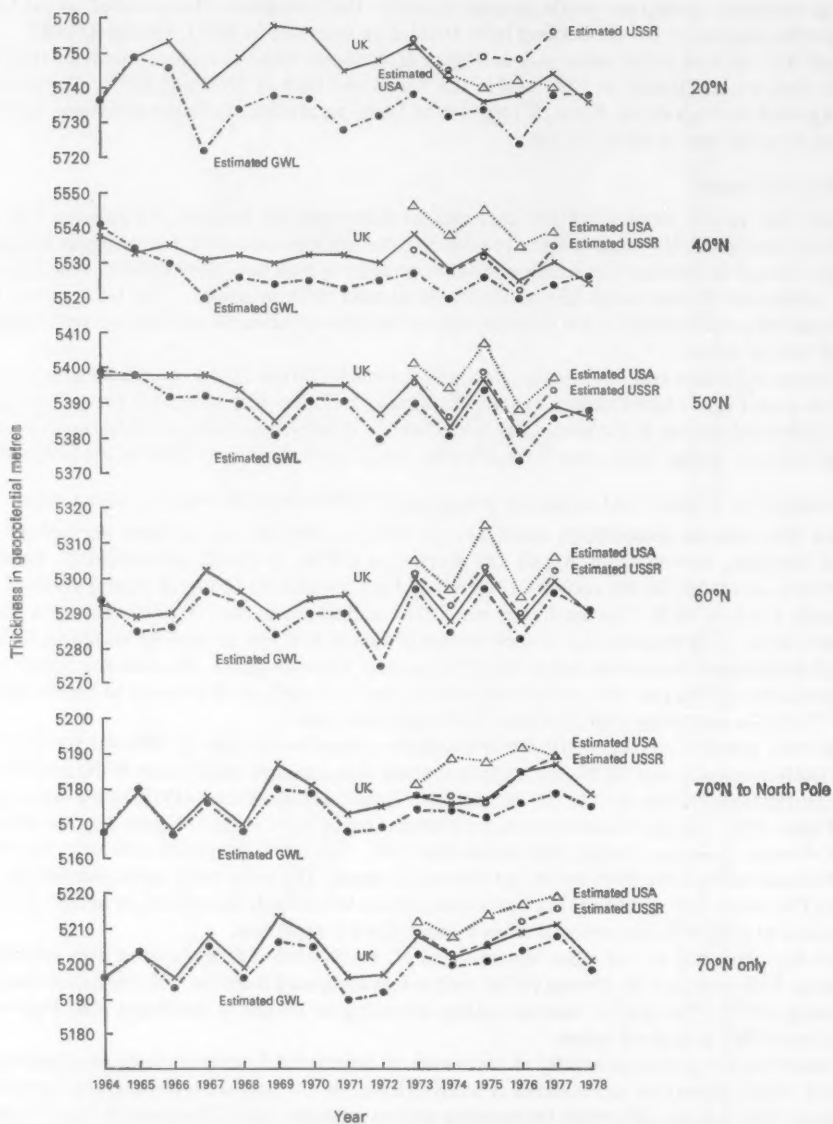 Thickness in geopotential metres
5760
5750
5740
5730
5720
UK
Estimated USSR
Estimated
USA
Estimated GWL
20°N
5550
5540
5530
5520
UK
Estimated USA
Estimated USSR
Estimated GWL
40°N
5410
5400
5390
5380
5370
UK
Estimated USA
Estimated USSR
Estimated GWL
50°N
5320
5310
5300
5290
5280
5270
UK
Estimated USA
Estimated USSR
Estimated GWL
60°N
5200
5190
5180
5170
5160
UK
Estimated USA
Estimated USSR
Estimated GWL
70°N to North Pole
5220
5210
5200
5190
5180
UK
Estimated USA
Estimated USSR
Estimated GWL
70°N only
1964 1965 1966 1967 1968 1969 1970 1971 1972 1973 1974 1975 1976 1977 1978
Year